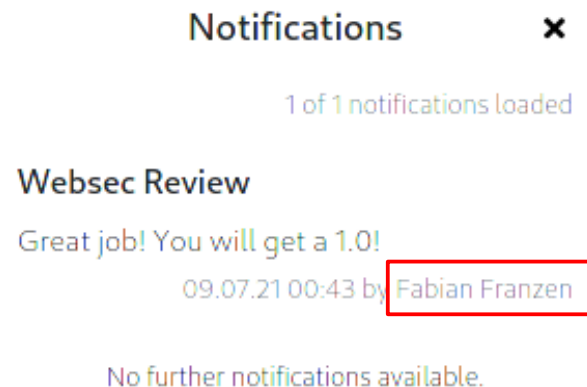 Notifications ×
1 of 1 notifications loaded
Websec Review
Great job! You will get a 1.0!
09.07.21 00:43 by Fabian Franzen
No further notifications available.